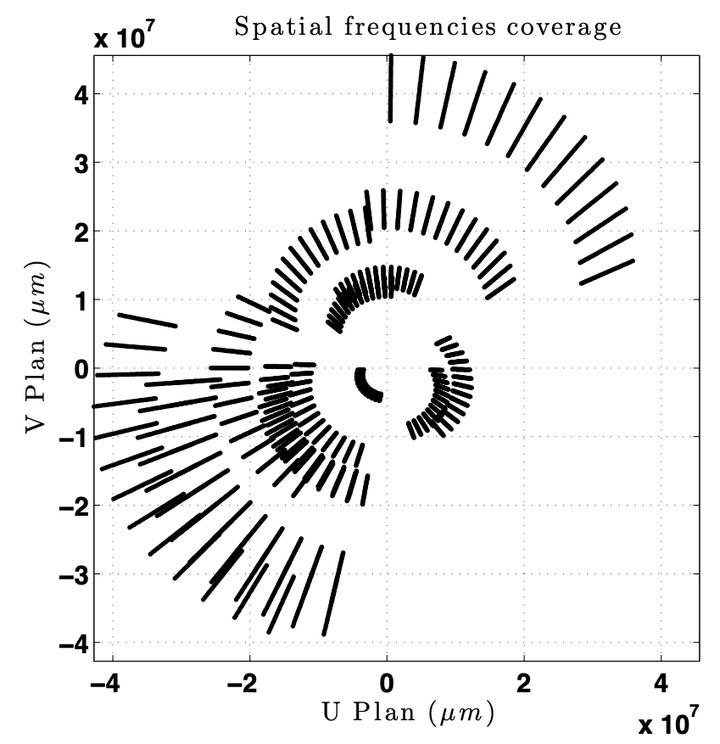 Spatial frequencies coverage
x 10^7
4
3
2
1
0
−1
−2
−3
−4
V Plan (μm)
−4 −2 0 2 4
U Plan (μm)
x 10^7